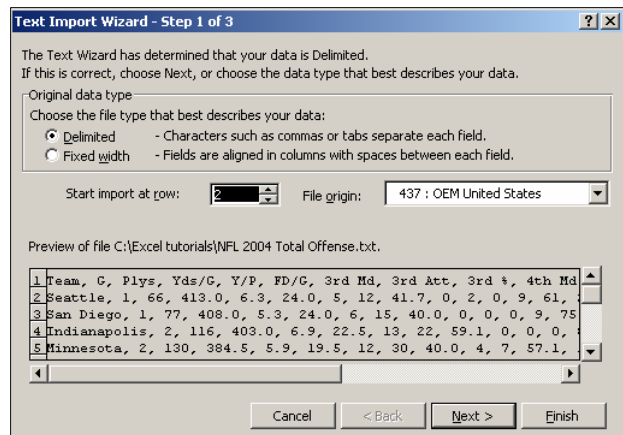 Text Import Wizard - Step 1 of 3
The Text Wizard has determined that your data is Delimited.
If this is correct, choose Next, or choose the data type that best describes your data.
Original data type
Choose the file type that best describes your data:
Delimited - Characters such as commas or tabs separate each field.
Fixed width - Fields are aligned in columns with spaces between each field.
Start import at row: 2 File origin: 437 : OEM United States
Preview of file C:\Excel tutorials\NFL 2004 Total Offense.txt.
1 Team, G, Plys, Yds/G, Y/P, FD/G, 3rd Md, 3rd Att, 3rd %, 4th Md
2 Seattle, 1, 66, 413.0, 6.3, 24.0, 5, 12, 41.7, 0, 2, 0, 9, 61,
3 San Diego, 1, 77, 408.0, 5.3, 24.0, 6, 15, 40.0, 0, 0, 0, 9, 75
4 Indianapolis, 2, 116, 403.0, 6.9, 22.5, 13, 22, 59.1, 0, 0, 0,
5 Minnesota, 2, 130, 384.5, 5.9, 19.5, 12, 30, 40.0, 4, 7, 57.1,
Cancel < Back Next > Finish